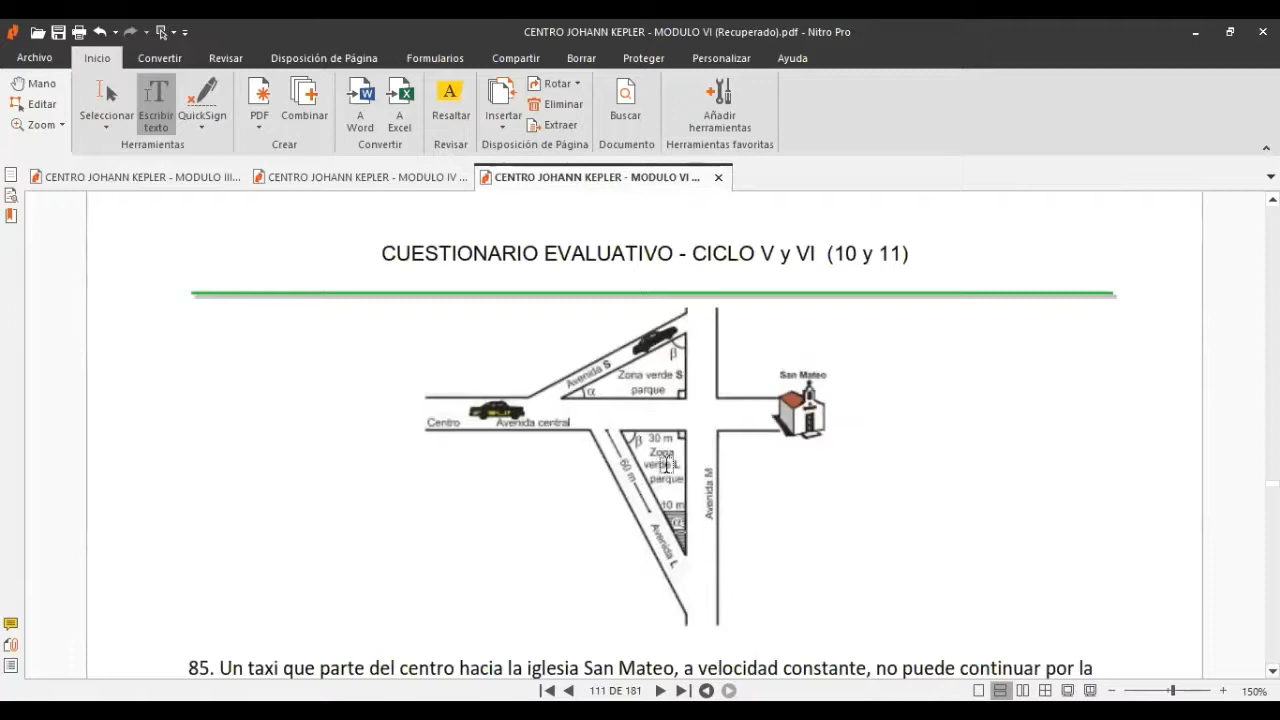 CENTRO JOHANN KEPLER - MODULO VI (Recuperado).pdf - Nitro Pro
Archivo Inicio Convertir Revisar Disposición de Página Formularios Compartir Borrar Proteger Personalizar Ayuda
Mano
Editar
Zoom
Seleccionar
Escribir texto
QuickSign
PDF
Combinar
A Word
A Excel
Resaltar
Insertar
Rotar
Eliminar
Extraer
Buscar
Añadir herramientas
Herramientas Crear Convertir Revisar Disposición de Página Documento Herramientas favoritas
CENTRO JOHANN KEPLER - MODULO III... CENTRO JOHANN KEPLER - MODULO IV ... CENTRO JOHANN KEPLER - MODULO VI ...
CUESTIONARIO EVALUATIVO - CICLO V y VI (10 y 11)
β
Avenida S
Zona verde S
parque
α
San Mateo
Centro Avenida central
β 30 m
Zona
verde L
parque
60 m
10 m
α
Avenida L
Avenida M
85. Un taxi que parte del centro hacia la iglesia San Mateo, a velocidad constante, no puede continuar por la
111 DE 181
150%